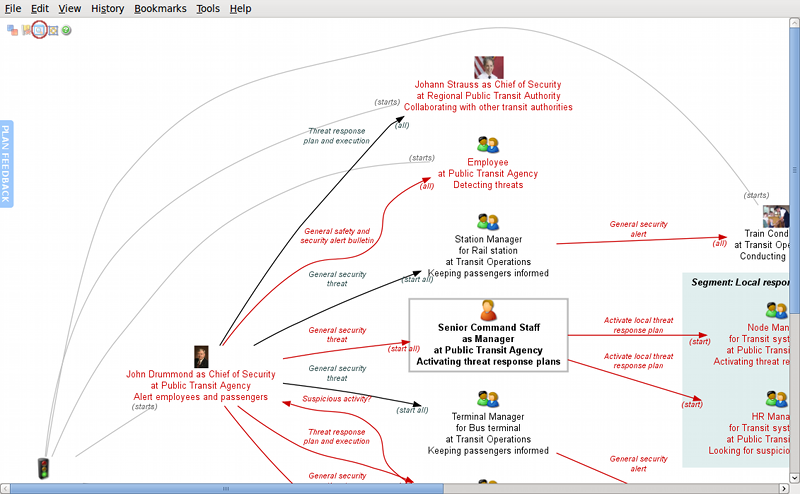 File Edit View History Bookmarks Tools Help
PLAN FEEDBACK
Johann Strauss as Chief of Security
at Regional Public Transit Authority
Collaborating with other transit authorities
(starts)
(all)
Threat response
plan and execution
(starts)
Employee
at Public Transit Agency
Detecting threats
(all)
(starts)
General safety and
security alert bulletin
Station Manager
for Rail station
at Transit Operations
Keeping passengers informed
General security
alert
(all)
Train Cond
at Transit Ope
Conducting
General security
threat
(start all)
Segment: Local respon
Senior Command Staff
as Manager
at Public Transit Agency
Activating threat response plans
General security
threat
(start all)
Activate local threat
response plan
(start)
Node Man
for Transit syst
at Public Trans
Activating threat re
John Drummond as Chief of Security
at Public Transit Agency
Alert employees and passengers
(starts)
General security
threat
(start all)
Activate local threat
response plan
(start)
Suspicious activity?
HR Mana
for Transit syst
at Public Trans
Looking for suspicio
Terminal Manager
for Bus terminal
at Transit Operations
Keeping passengers informed
Threat response
plan and execution
General security
alert
General security